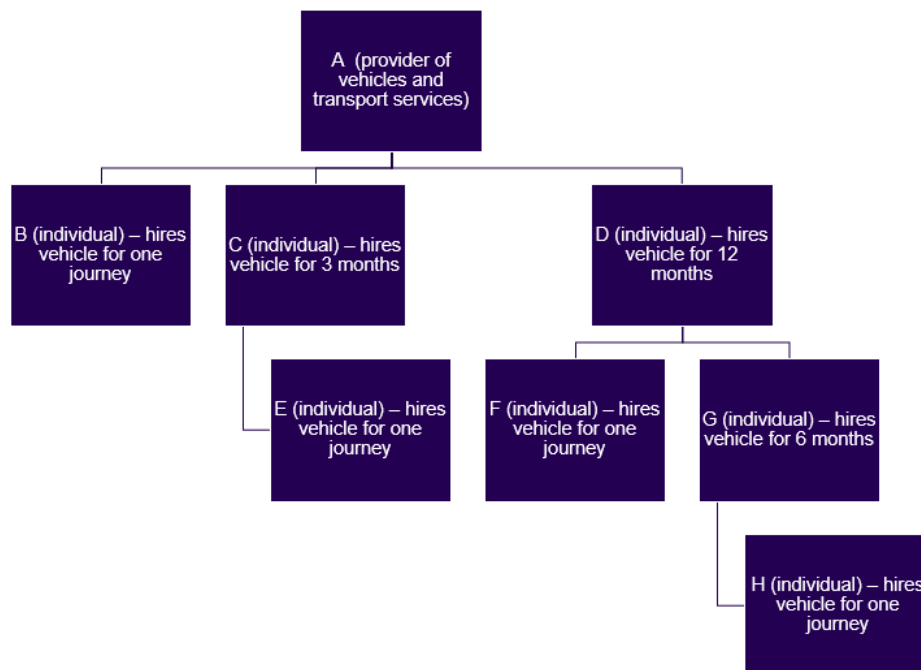 A  (provider of
vehicles and
transport services)
B (individual) – hires
vehicle for one
journey
C (individual) – hires
vehicle for 3 months
D (individual) – hires
vehicle for 12
months
E (individual) – hires
vehicle for one
journey
F (individual) – hires
vehicle for one
journey
G (individual) – hires
vehicle for 6 months
H (individual) – hires
vehicle for one
journey